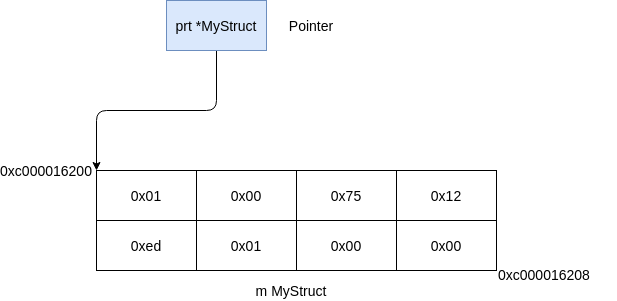 prt *MyStruct Pointer
0xc000016200
0x01 0x00 0x75 0x12
0xed 0x01 0x00 0x00
0xc000016208
m MyStruct